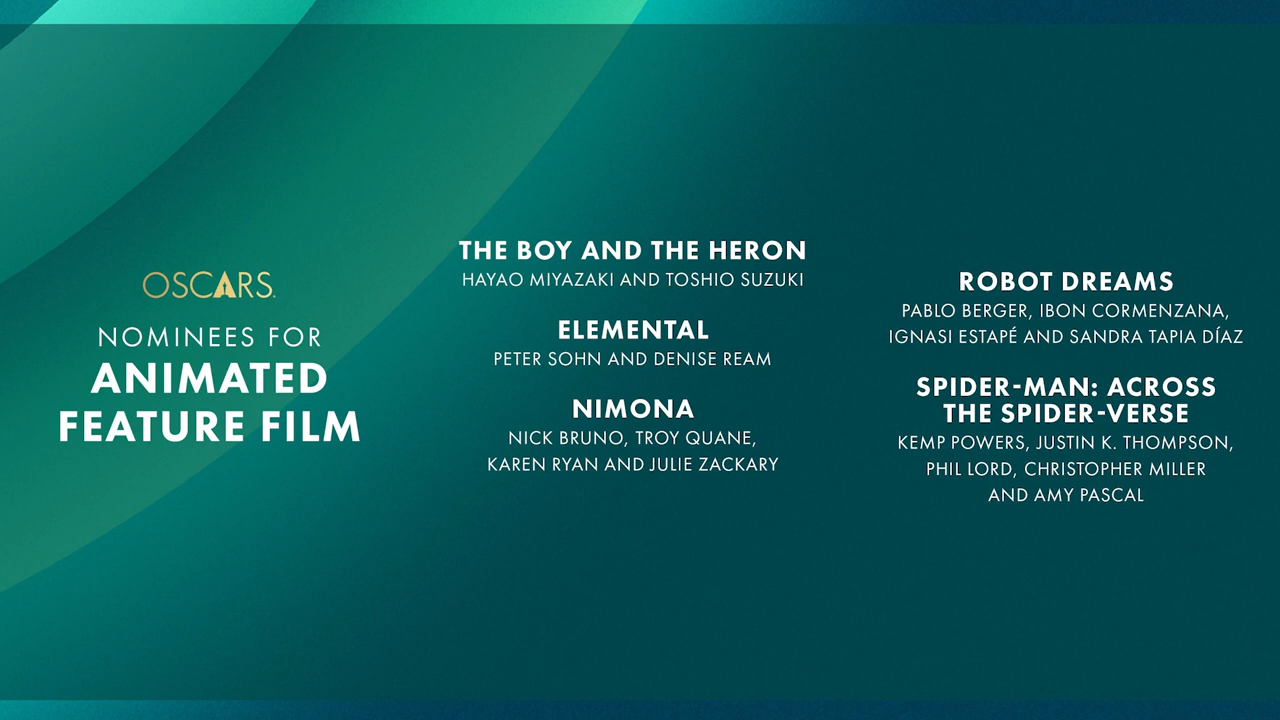 OSCARS.
NOMINEES FOR
ANIMATED
FEATURE FILM
THE BOY AND THE HERON
HAYAO MIYAZAKI AND TOSHIO SUZUKI
ELEMENTAL
PETER SOHN AND DENISE REAM
NIMONA
NICK BRUNO, TROY QUANE,
KAREN RYAN AND JULIE ZACKARY
ROBOT DREAMS
PABLO BERGER, IBON CORMENZANA,
IGNASI ESTAPÉ AND SANDRA TAPIA DÍAZ
SPIDER-MAN: ACROSS
THE SPIDER-VERSE
KEMP POWERS, JUSTIN K. THOMPSON,
PHIL LORD, CHRISTOPHER MILLER
AND AMY PASCAL